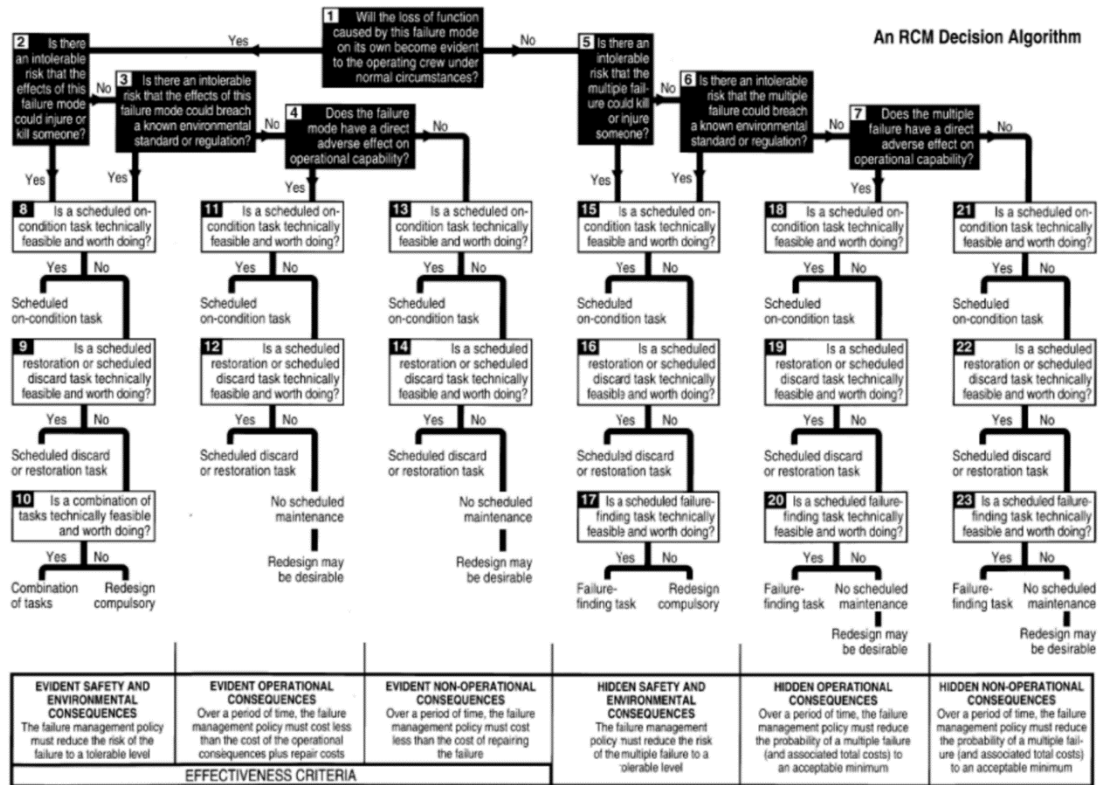 An RCM Decision Algorithm
1 Will the loss of function
caused by this failure mode
on its own become evident
to the operating crew under
normal circumstances?
Yes
No
2 Is there
an intolerable
risk that the
effects of this
failure mode
could injure or
kill someone?
No
Yes
3 Is there an intolerable
risk that the effects of this
failure mode could breach
a known environmental
standard or regulation?
No
Yes
4 Does the failure
mode have a direct
adverse effect on
operational capability?
No
Yes
5 Is there
an intolerable
risk that the
multiple fail-
ure could kill
or injure
someone?
No
Yes
6 Is there an intolerable
risk that the multiple
failure could breach
a known environmental
standard or regulation?
No
Yes
7 Does the multiple
failure have a direct
adverse effect on
operational capability?
No
Yes
8 Is a scheduled on-
condition task technically
feasible and worth doing?
Yes No
Scheduled
on-condition task
9 Is a scheduled
restoration or scheduled
discard task technically
feasible and worth doing?
Yes No
Scheduled discard
or restoration task
10 Is a combination of
tasks technically feasible
and worth doing?
Yes No
Combination
of tasks
Redesign
compulsory
11 Is a scheduled on-
condition task technically
feasible and worth doing?
Yes No
Scheduled
on-condition task
12 Is a scheduled
restoration or scheduled
discard task technically
feasible and worth doing?
Yes No
Scheduled discard
or restoration task
No scheduled
maintenance
Redesign may
be desirable
13 Is a scheduled on-
condition task technically
feasible and worth doing?
Yes No
Scheduled
on-condition task
14 Is a scheduled
restoration or scheduled
discard task technically
feasible and worth doing?
Yes No
Scheduled discard
or restoration task
No scheduled
maintenance
Redesign may
be desirable
15 Is a scheduled on-
condition task technically
feasible and worth doing?
Yes No
Scheduled
on-condition task
16 Is a scheduled
restoration or scheduled
discard task technically
feasible and worth doing?
Yes No
Scheduled discard
or restoration task
17 Is a scheduled failure-
finding task technically
feasible and worth doing?
Yes No
Failure-
finding task
Redesign
compulsory
18 Is a scheduled on-
condition task technically
feasible and worth doing?
Yes No
Scheduled
on-condition task
19 Is a scheduled
restoration or scheduled
discard task technically
feasible and worth doing?
Yes No
Scheduled discard
or restoration task
20 Is a scheduled failure-
finding task technically
feasible and worth doing?
Yes No
Failure-
finding task
No scheduled
maintenance
Redesign may
be desirable
21 Is a scheduled on-
condition task technically
feasible and worth doing?
Yes No
Scheduled
on-condition task
22 Is a scheduled
restoration or scheduled
discard task technically
feasible and worth doing?
Yes No
Scheduled discard
or restoration task
23 Is a scheduled failure-
finding task technically
feasible and worth doing?
Yes No
Failure-
finding task
No scheduled
maintenance
Redesign may
be desirable
EVIDENT SAFETY AND
ENVIRONMENTAL
CONSEQUENCES
The failure management policy
must reduce the risk of the
failure to a tolerable level
EVIDENT OPERATIONAL
CONSEQUENCES
Over a period of time, the failure
management policy must cost less
than the cost of the operational
consequences plus repair costs
EVIDENT NON-OPERATIONAL
CONSEQUENCES
Over a period of time, the failure
management policy must cost
less than the cost of repairing
the failure
HIDDEN SAFETY AND
ENVIRONMENTAL
CONSEQUENCES
The failure management
policy must reduce the risk
of the multiple failure to a
tolerable level
HIDDEN OPERATIONAL
CONSEQUENCES
Over a period of time, the failure
management policy must reduce
the probability of a multiple failure
(and associated total costs) to
an acceptable minimum
HIDDEN NON-OPERATIONAL
CONSEQUENCES
Over a period of time, the failure
management policy must reduce
the probability of a multiple fail-
ure (and associated total costs)
to an acceptable minimum
EFFECTIVENESS CRITERIA